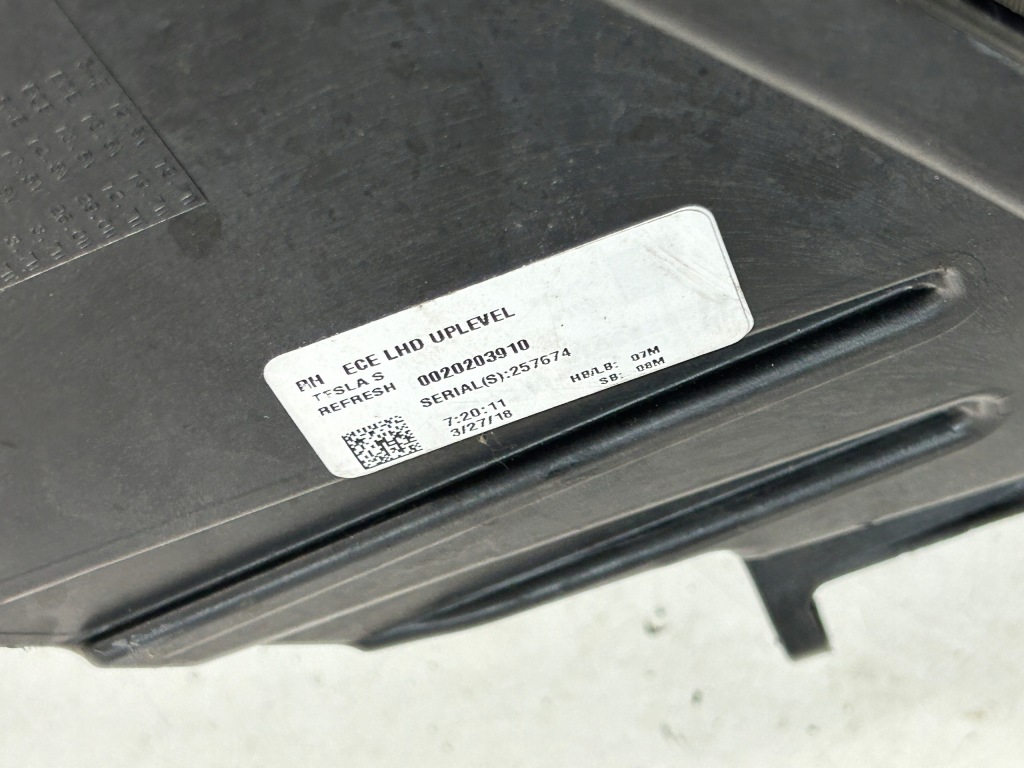 RH ECE LHD UPLEVEL
TESLA S
REFRESH 0020203910
SERIAL(S):257674
7:20:11
3/27/18
HB/LB: 07M
SB: 08M